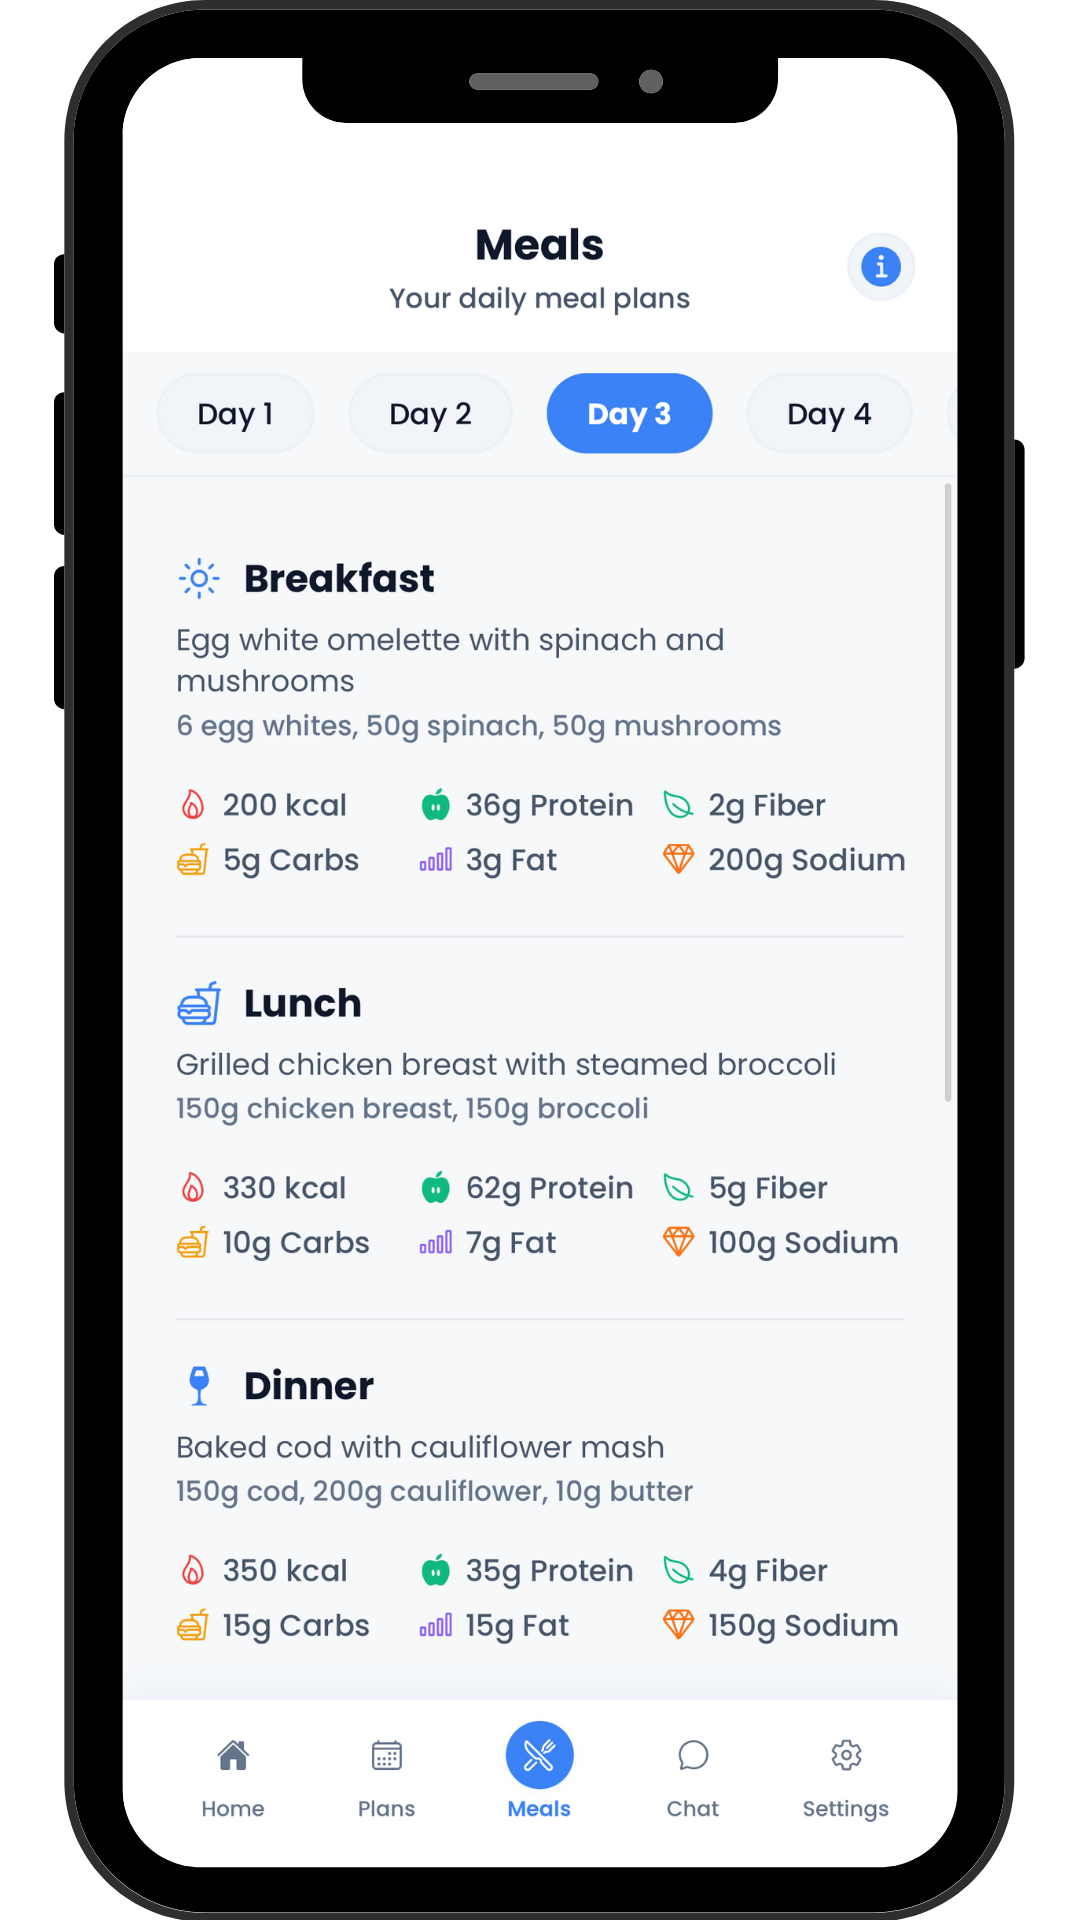 Meals
Your daily meal plans
Day 1 Day 2 Day 3 Day 4
Breakfast
Egg white omelette with spinach and
mushrooms
6 egg whites, 50g spinach, 50g mushrooms
200 kcal 36g Protein 2g Fiber
5g Carbs 3g Fat 200g Sodium
Lunch
Grilled chicken breast with steamed broccoli
150g chicken breast, 150g broccoli
330 kcal 62g Protein 5g Fiber
10g Carbs 7g Fat 100g Sodium
Dinner
Baked cod with cauliflower mash
150g cod, 200g cauliflower, 10g butter
350 kcal 35g Protein 4g Fiber
15g Carbs 15g Fat 150g Sodium
Home Plans Meals Chat Settings